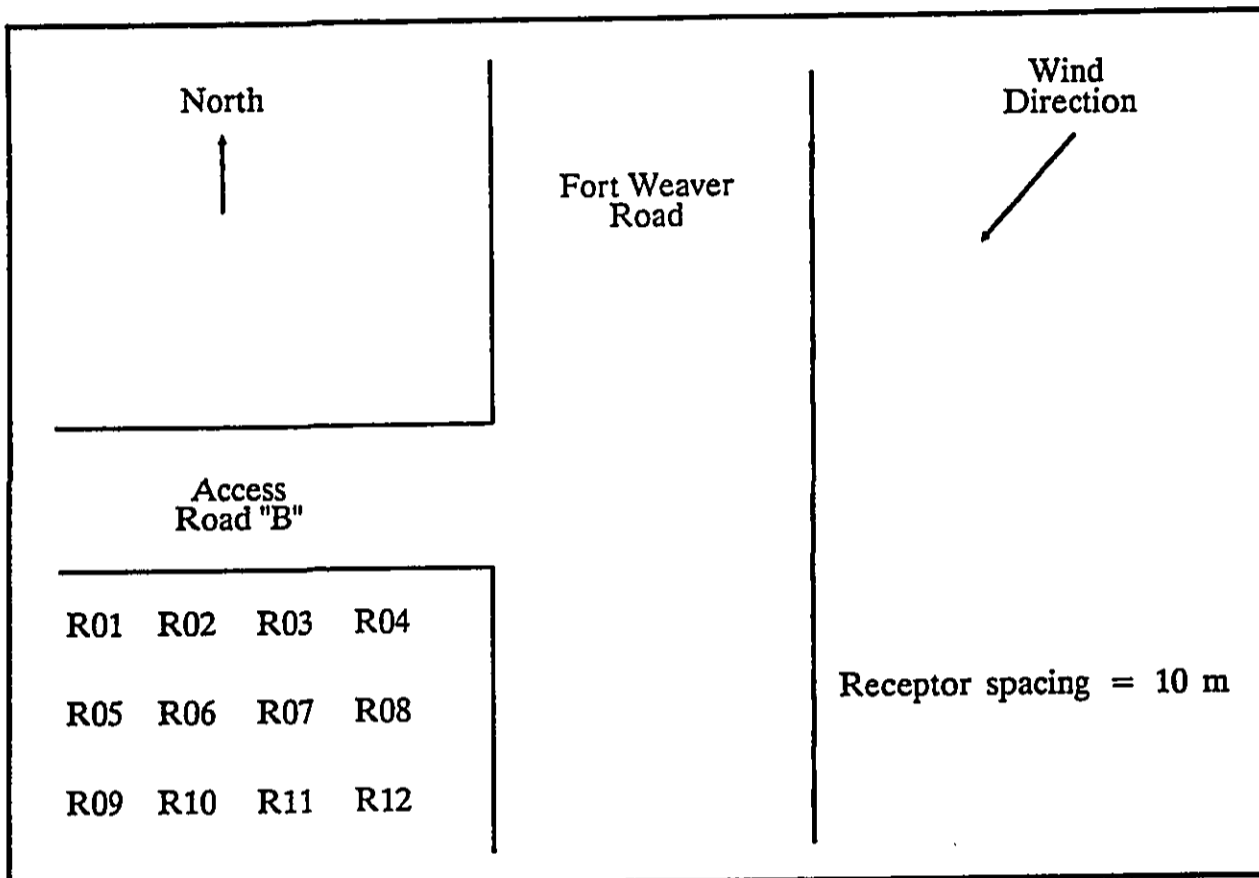 North
Wind
Direction
Fort Weaver
Road
Access
Road "B"
R01 R02 R03 R04
Receptor spacing = 10 m
R05 R06 R07 R08
R09 R10 R11 R12